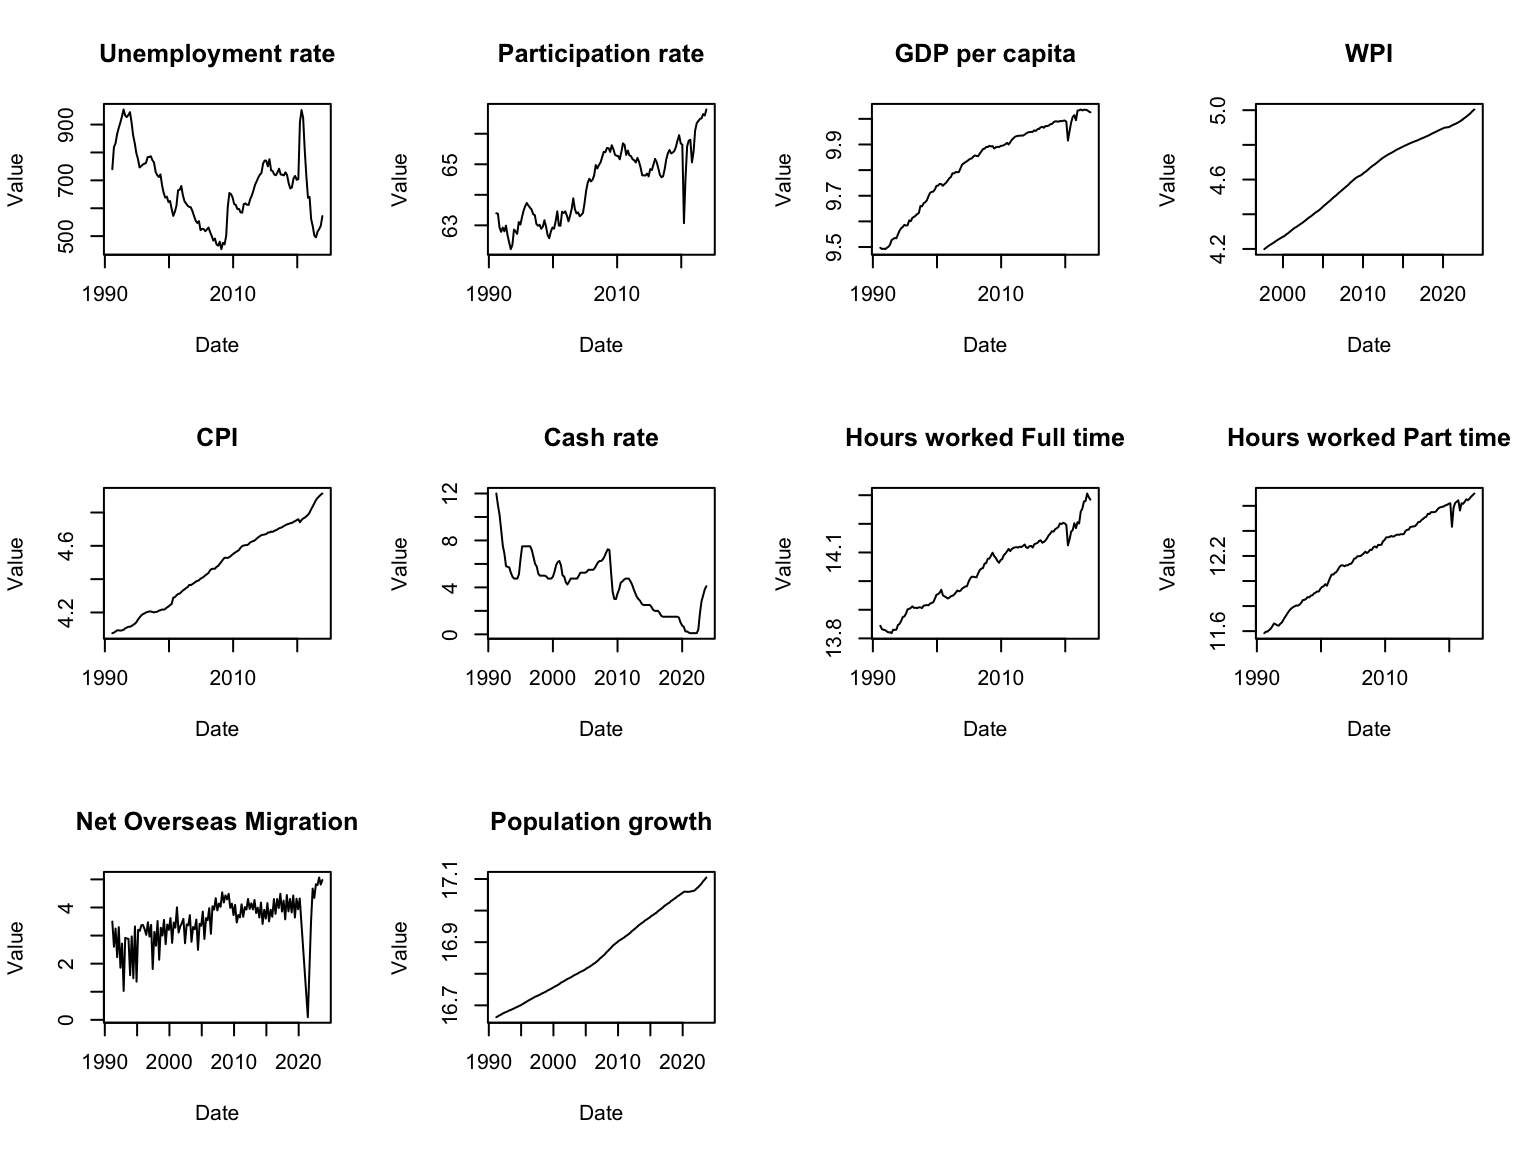 Unemployment rate
Value
500 700 900
1990 2010
Date
Participation rate
Value
63 65
1990 2010
Date
GDP per capita
Value
9.5 9.7 9.9
1990 2010
Date
WPI
Value
4.2 4.6 5.0
2000 2010 2020
Date
CPI
Value
4.2 4.6
1990 2010
Date
Cash rate
Value
0 4 8 12
1990 2000 2010 2020
Date
Hours worked Full time
Value
13.8 14.1
1990 2010
Date
Hours worked Part time
Value
11.6 12.2
1990 2010
Date
Net Overseas Migration
Value
0 2 4
1990 2000 2010 2020
Date
Population growth
Value
16.7 16.9 17.1
1990 2000 2010 2020
Date